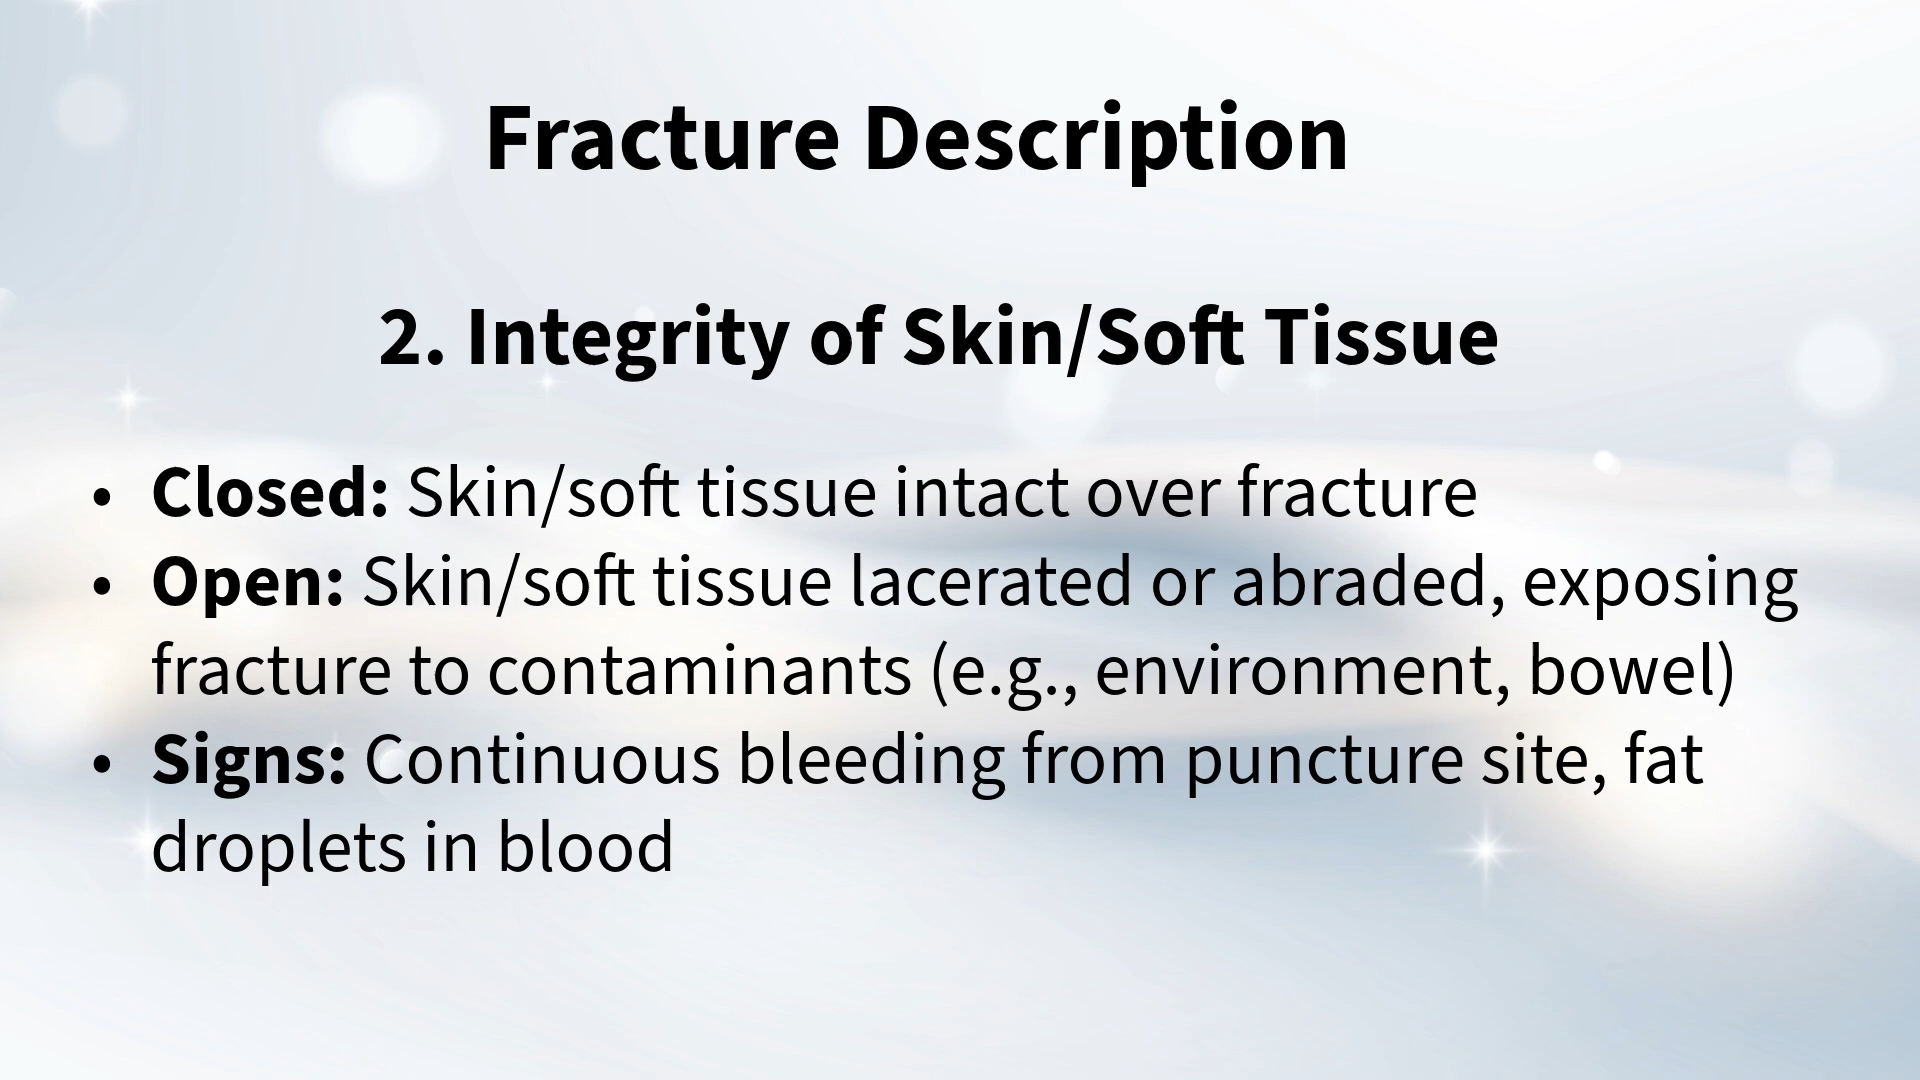 Fracture Description
2. Integrity of Skin/Soft Tissue
• Closed: Skin/soft tissue intact over fracture
• Open: Skin/soft tissue lacerated or abraded, exposing
fracture to contaminants (e.g., environment, bowel)
• Signs: Continuous bleeding from puncture site, fat
droplets in blood